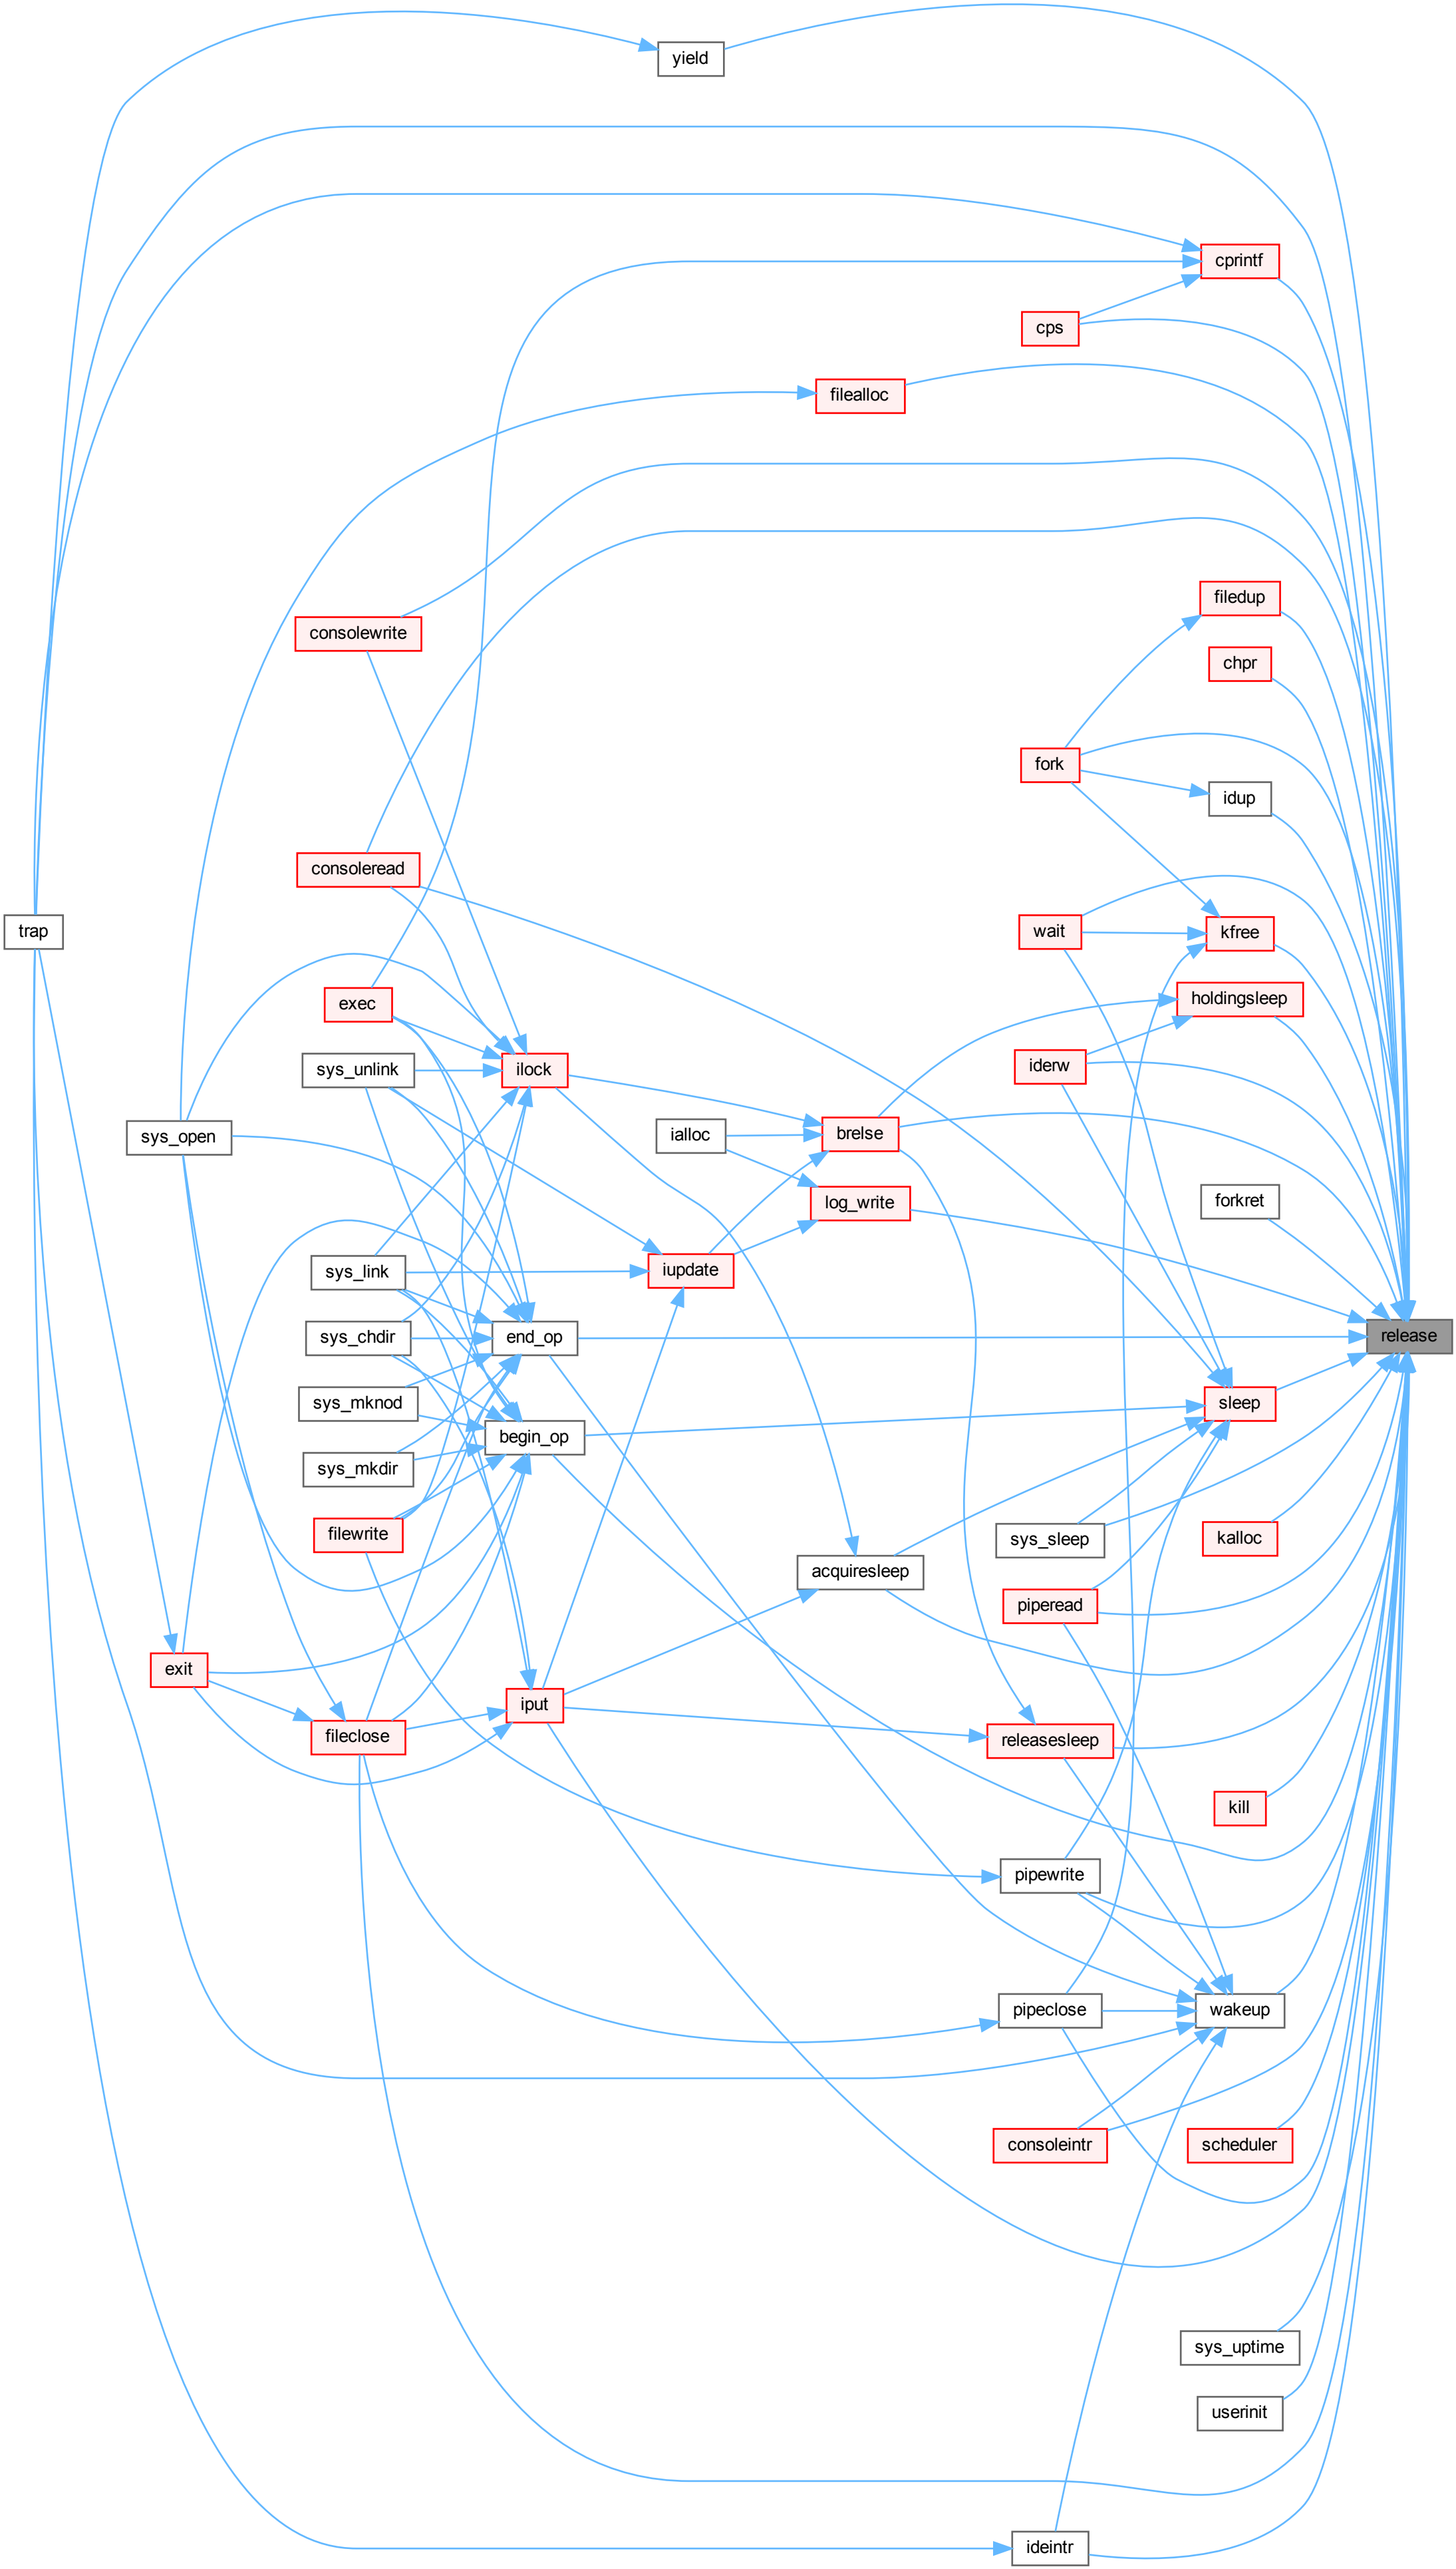 yield
cprintf
cps
filealloc
filedup
consolewrite
chpr
fork
idup
consoleread
trap
wait
kfree
holdingsleep
exec
iderw
sys_unlink
ilock
ialloc
brelse
sys_open
log_write
forkret
sys_link
iupdate
sys_chdir
end_op
release
sys_mknod
sleep
begin_op
sys_mkdir
filewrite
sys_sleep
kalloc
acquiresleep
piperead
exit
iput
fileclose
releasesleep
kill
pipewrite
pipeclose
wakeup
consoleintr
scheduler
sys_uptime
userinit
ideintr